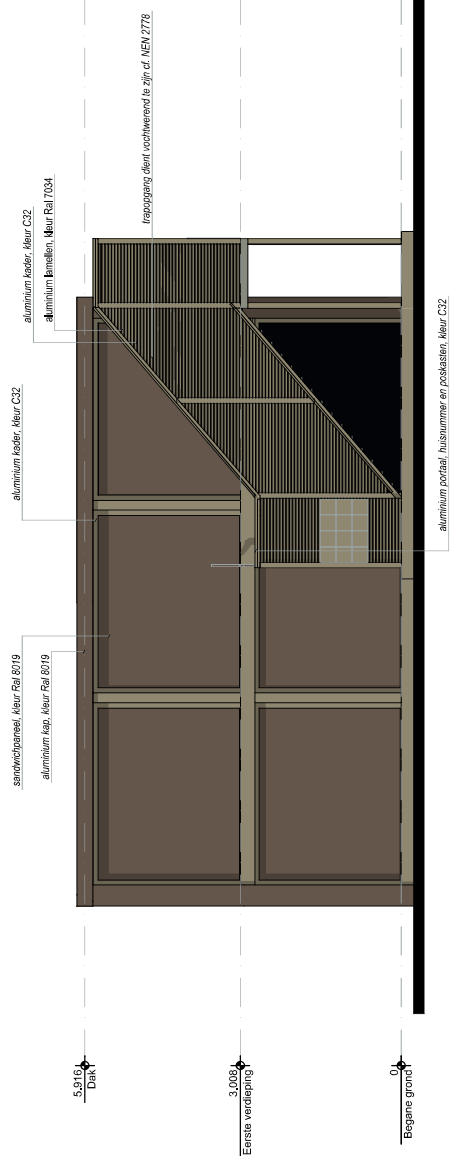 sandwichpaneel, kleur Ral 8019
aluminium kap, kleur Ral 8019
aluminium kader, kleur C32
aluminium kader, kleur C32
aluminium lamellen, kleur Ral 7034
trapopgang dient vochtwerend te zijn cf. NEN 2778
aluminium portaal, huisnummer en poskasten, kleur C32
5.916
Dak
3.008
Eerste verdieping
0
Begane grond